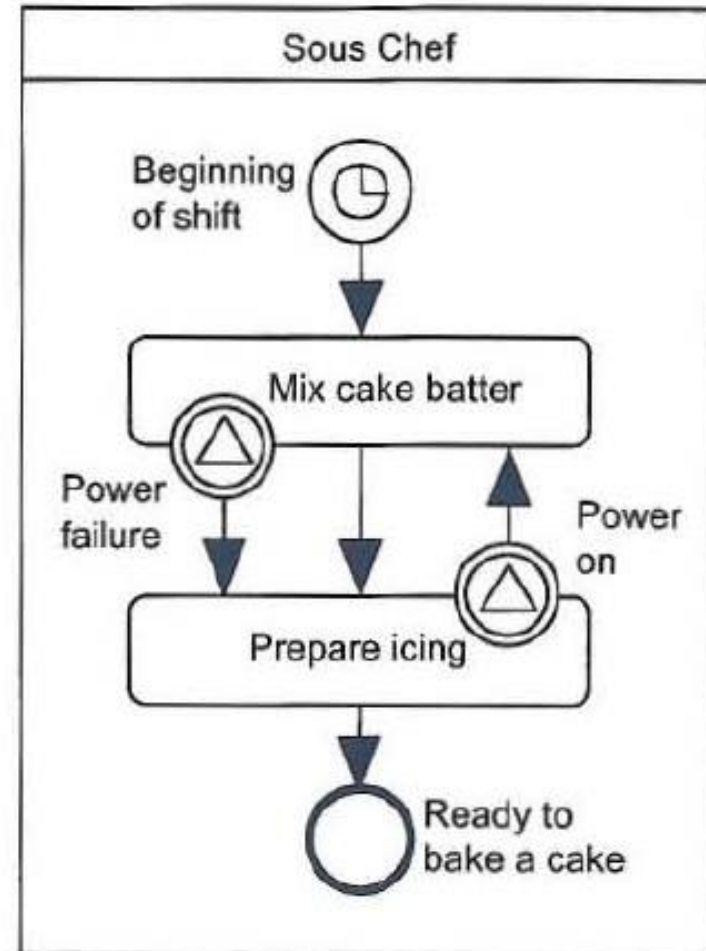 Sous Chef
Beginning
of shift
Mix cake batter
Power
failure
Power
on
Prepare icing
Ready to
bake a cake